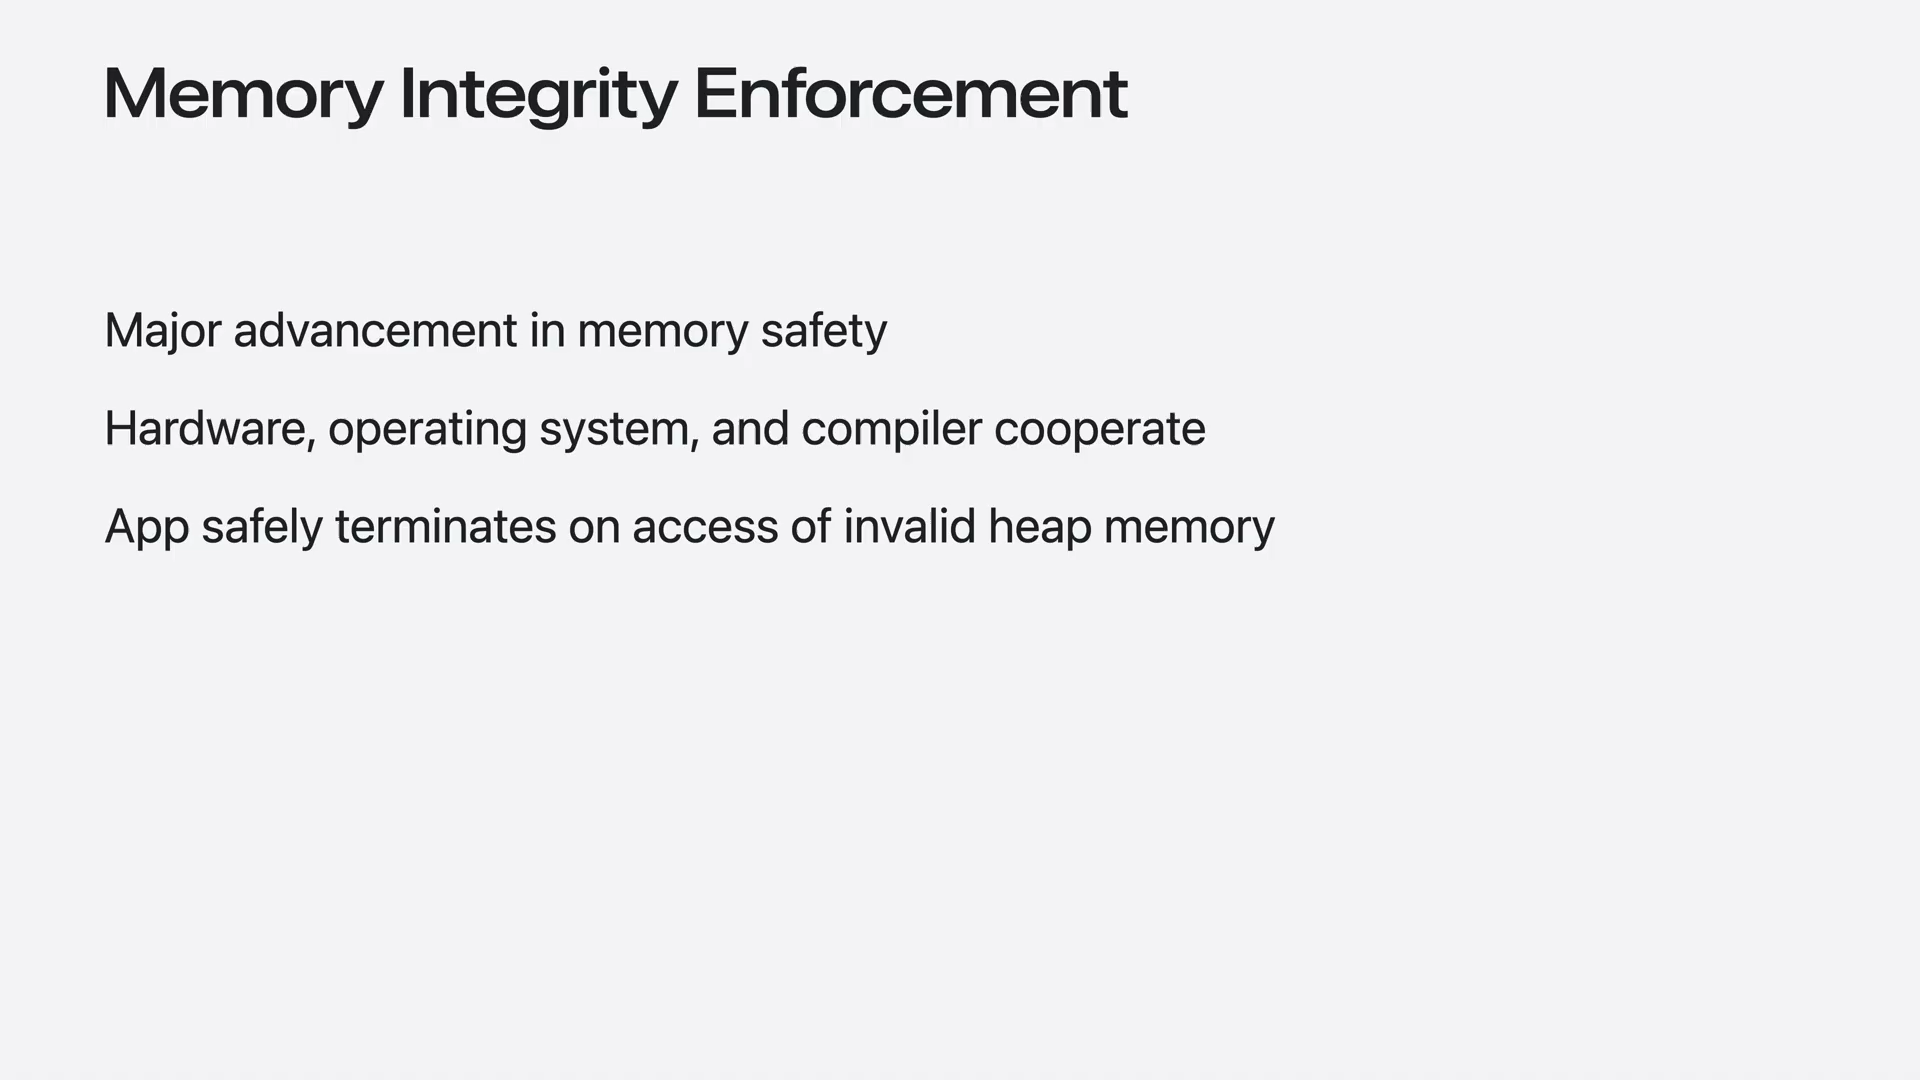 Memory Integrity Enforcement
Major advancement in memory safety
Hardware, operating system, and compiler cooperate
App safely terminates on access of invalid heap memory